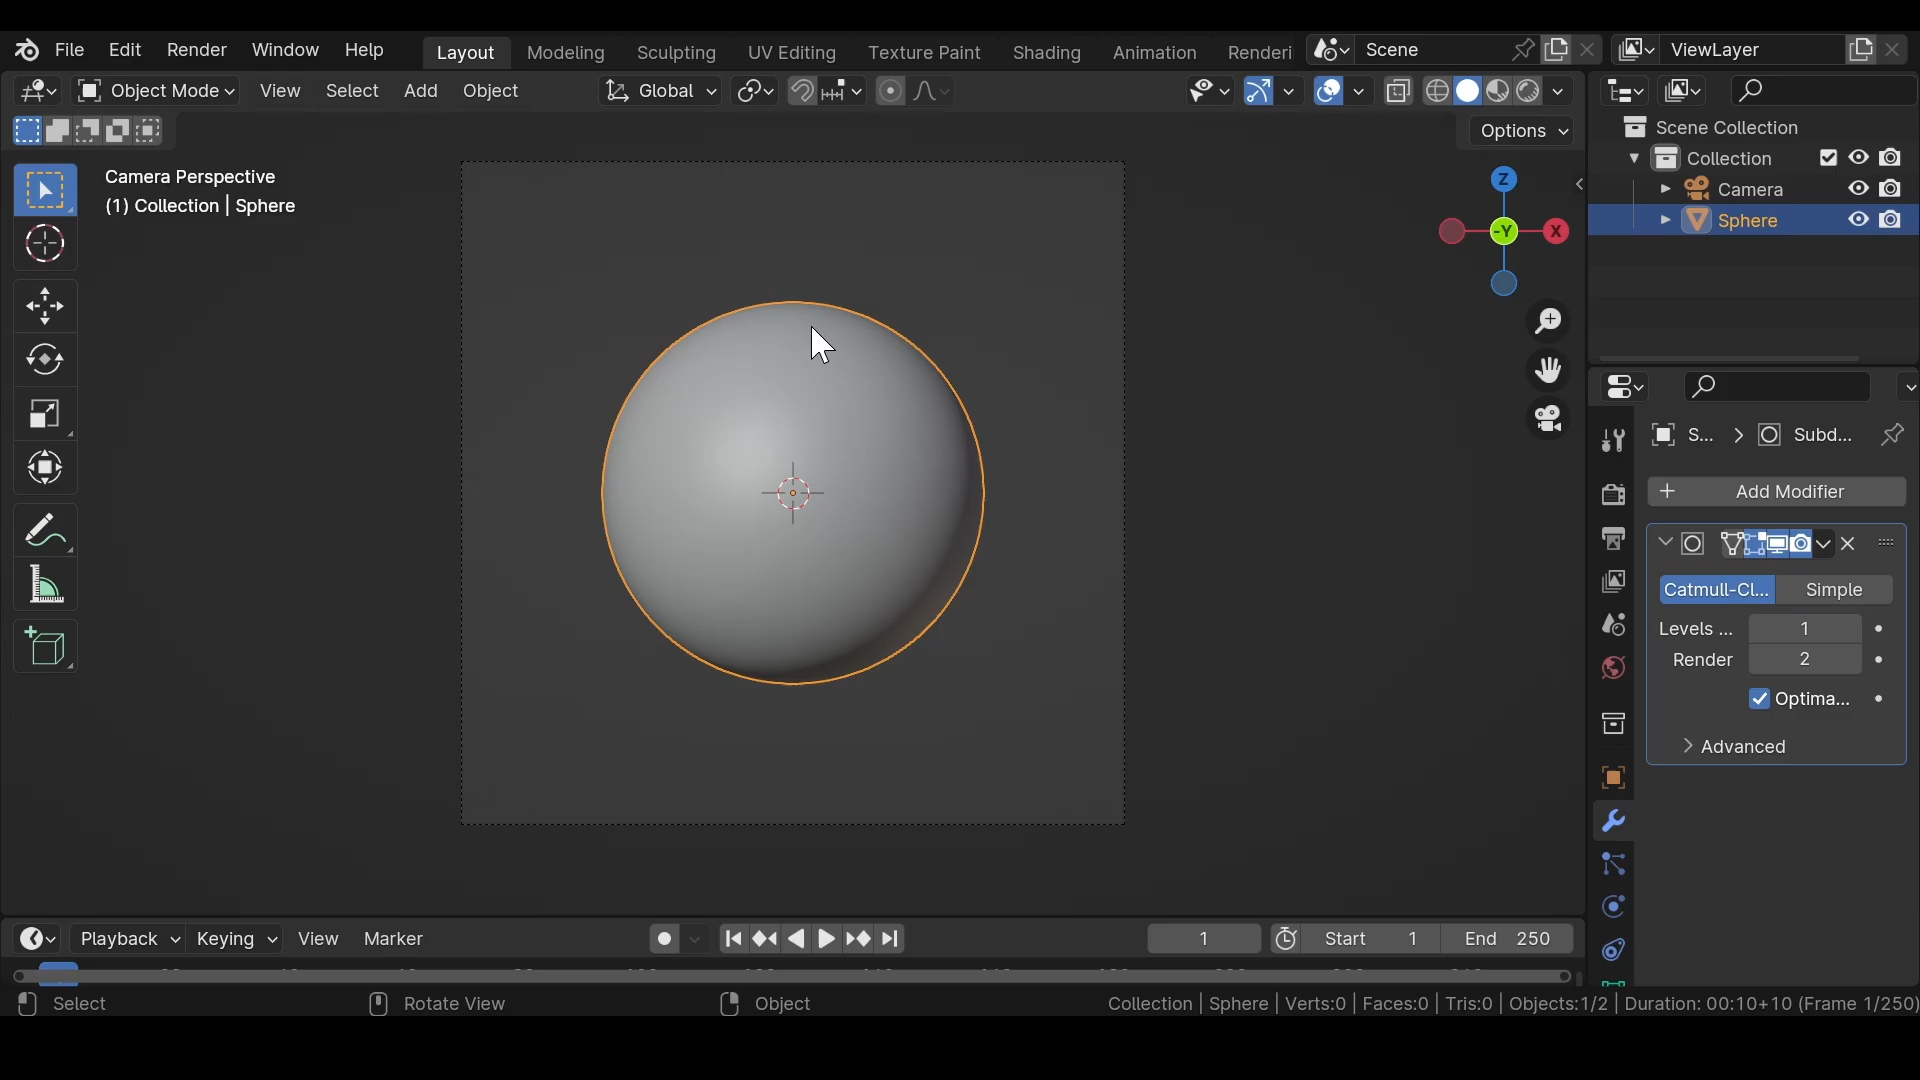 File Edit Render Window Help Layout Modeling Sculpting UV Editing Texture Paint Shading Animation Renderi Scene ViewLayer
Object Mode View Select Add Object Global
Options
Camera Perspective
(1) Collection | Sphere
Z
-Y X
Scene Collection
Collection
Camera
Sphere
S... Subd...
Add Modifier
Catmull-Cl... Simple
Levels ... 1
Render 2
Optima...
Advanced
Playback Keying View Marker 1 Start 1 End 250
Select Rotate View Object Collection | Sphere | Verts:0 | Faces:0 | Tris:0 | Objects:1/2 | Duration: 00:10+10 (Frame 1/250)